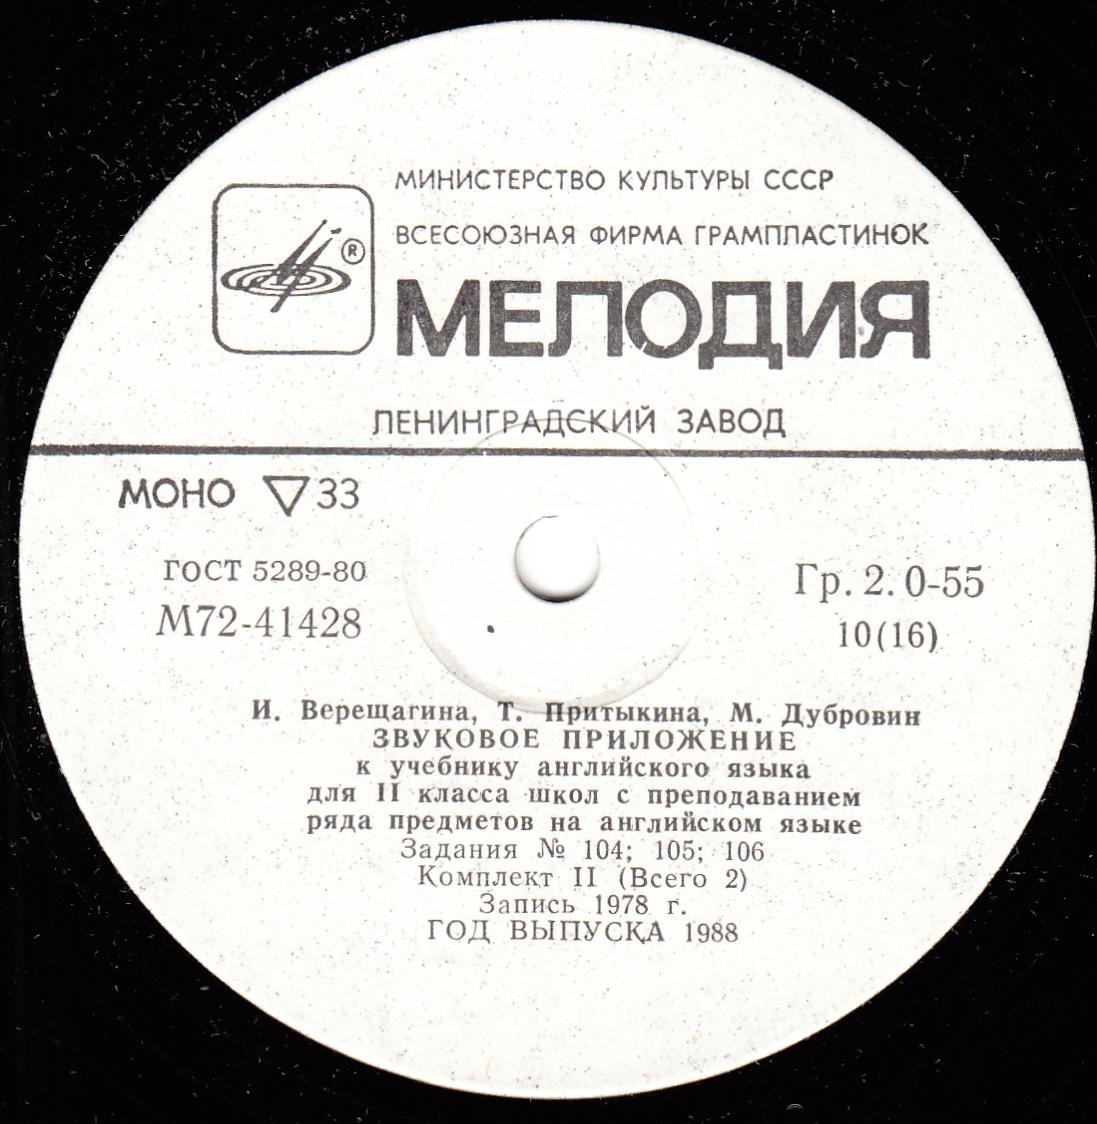 МИНИСТЕРСТВО КУЛЬТУРЫ СССР
ВСЕСОЮЗНАЯ ФИРМА ГРАМПЛАСТИНОК
®
МЕЛОДИЯ
ЛЕНИНГРАДСКИЙ ЗАВОД
МОНО ▽33
ГОСТ 5289-80
М72-41428
Гр. 2. 0-55
10(16)
И. Верещагина, Т. Притыкина, М. Дубровин
ЗВУКОВОЕ ПРИЛОЖЕНИЕ
к учебнику английского языка
для II класса школ с преподаванием
ряда предметов на английском языке
Задания № 104; 105; 106
Комплект II (Всего 2)
Запись 1978 г.
ГОД ВЫПУСКА 1988